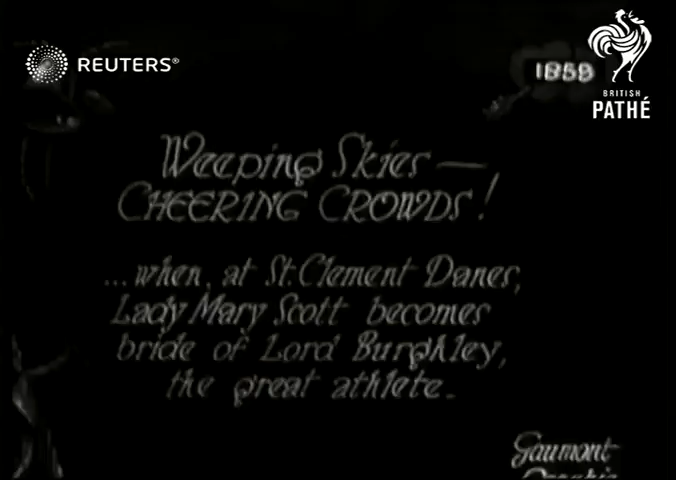 REUTERS®
1859
BRITISH
PATHÉ
Weeping Skies —
CHEERING CROWDS!
...when, at St. Clement Danes,
Lady Mary Scott becomes
bride of Lord Burghley,
the great athlete.
Gaumont